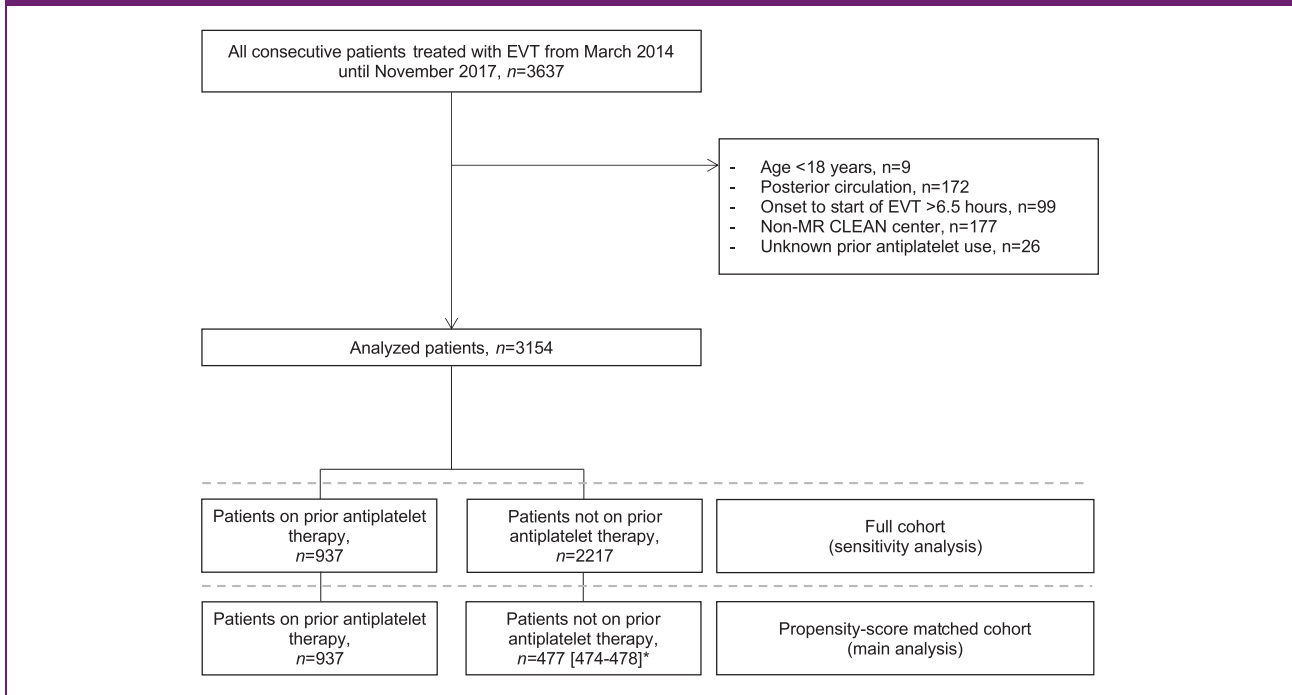 All consecutive patients treated with EVT from March 2014
until November 2017, n=3637
- Age <18 years, n=9
- Posterior circulation, n=172
- Onset to start of EVT >6.5 hours, n=99
- Non-MR CLEAN center, n=177
- Unknown prior antiplatelet use, n=26
Analyzed patients, n=3154
Patients on prior antiplatelet
therapy,
n=937
Patients not on prior
antiplatelet therapy,
n=2217
Full cohort
(sensitivity analysis)
Patients on prior antiplatelet
therapy,
n=937
Patients not on prior
antiplatelet therapy,
n=477 [474-478]*
Propensity-score matched cohort
(main analysis)